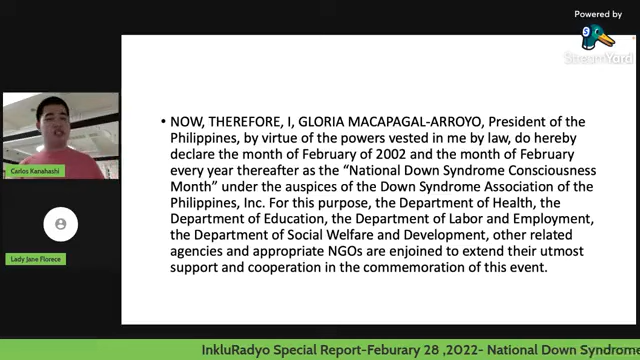 Powered by
StreamYard
• NOW, THEREFORE, I, GLORIA MACAPAGAL-ARROYO, President of the
Philippines, by virtue of the powers vested in me by law, do hereby
declare the month of February of 2002 and the month of February
every year thereafter as the “National Down Syndrome Consciousness
Month” under the auspices of the Down Syndrome Association of the
Philippines, Inc. For this purpose, the Department of Health, the
Department of Education, the Department of Labor and Employment,
the Department of Social Welfare and Development, other related
agencies and appropriate NGOs are enjoined to extend their utmost
support and cooperation in the commemoration of this event.
Carlos Kanahashi
Lady Jane Florece
InkluRadyo Special Report-Feburary 28 ,2022- National Down Syndrome